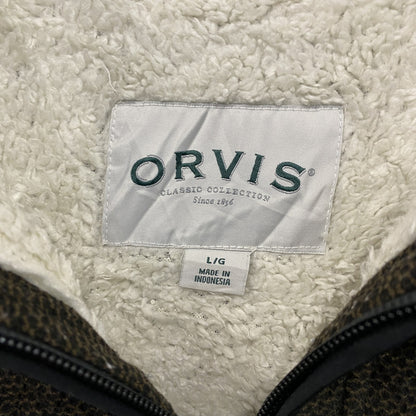 ORVIS®
CLASSIC COLLECTION
Since 1856
L/G
MADE IN
INDONESIA